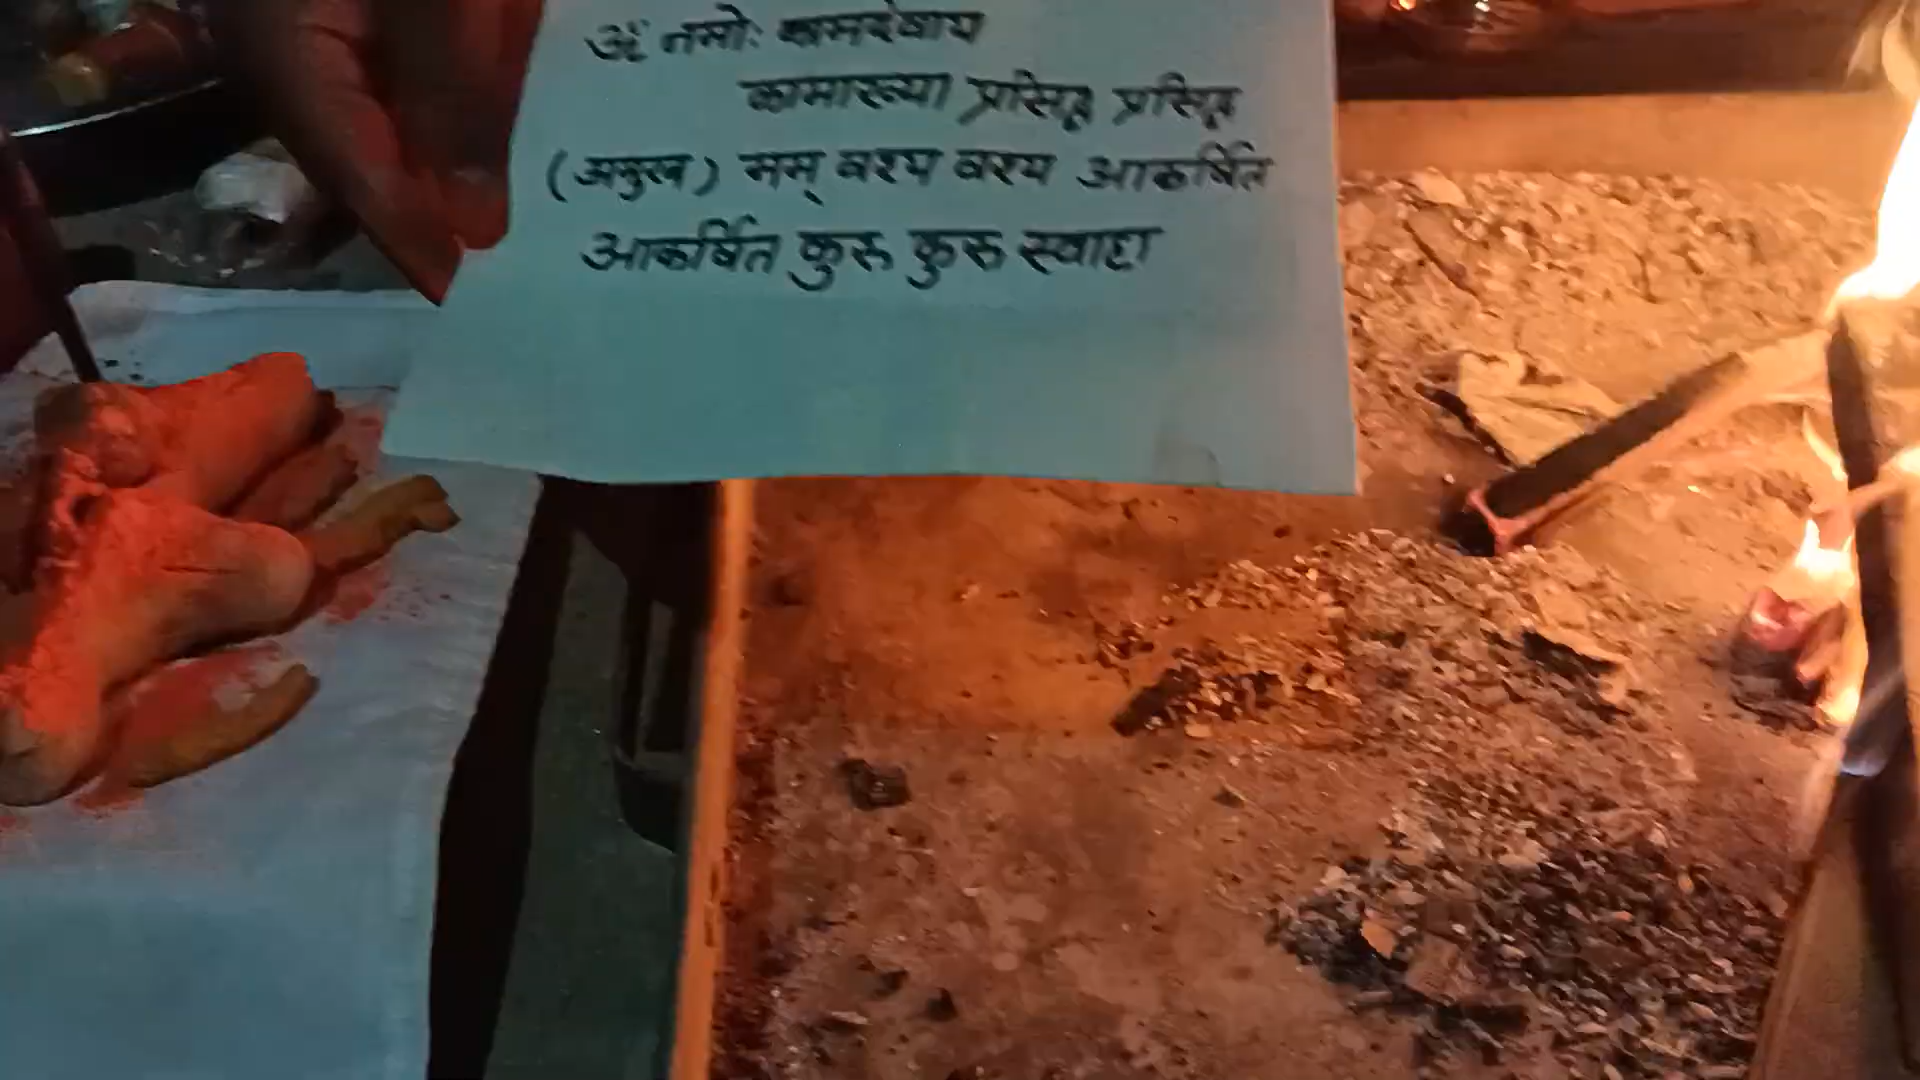 ॐ नमोः कामदेवाय
कामाख्या प्रसिद्ध प्रसिद्ध
(अमुख) मम् वश्य वश्य आकर्षित
आकर्षित कुरू कुरू स्वाहा